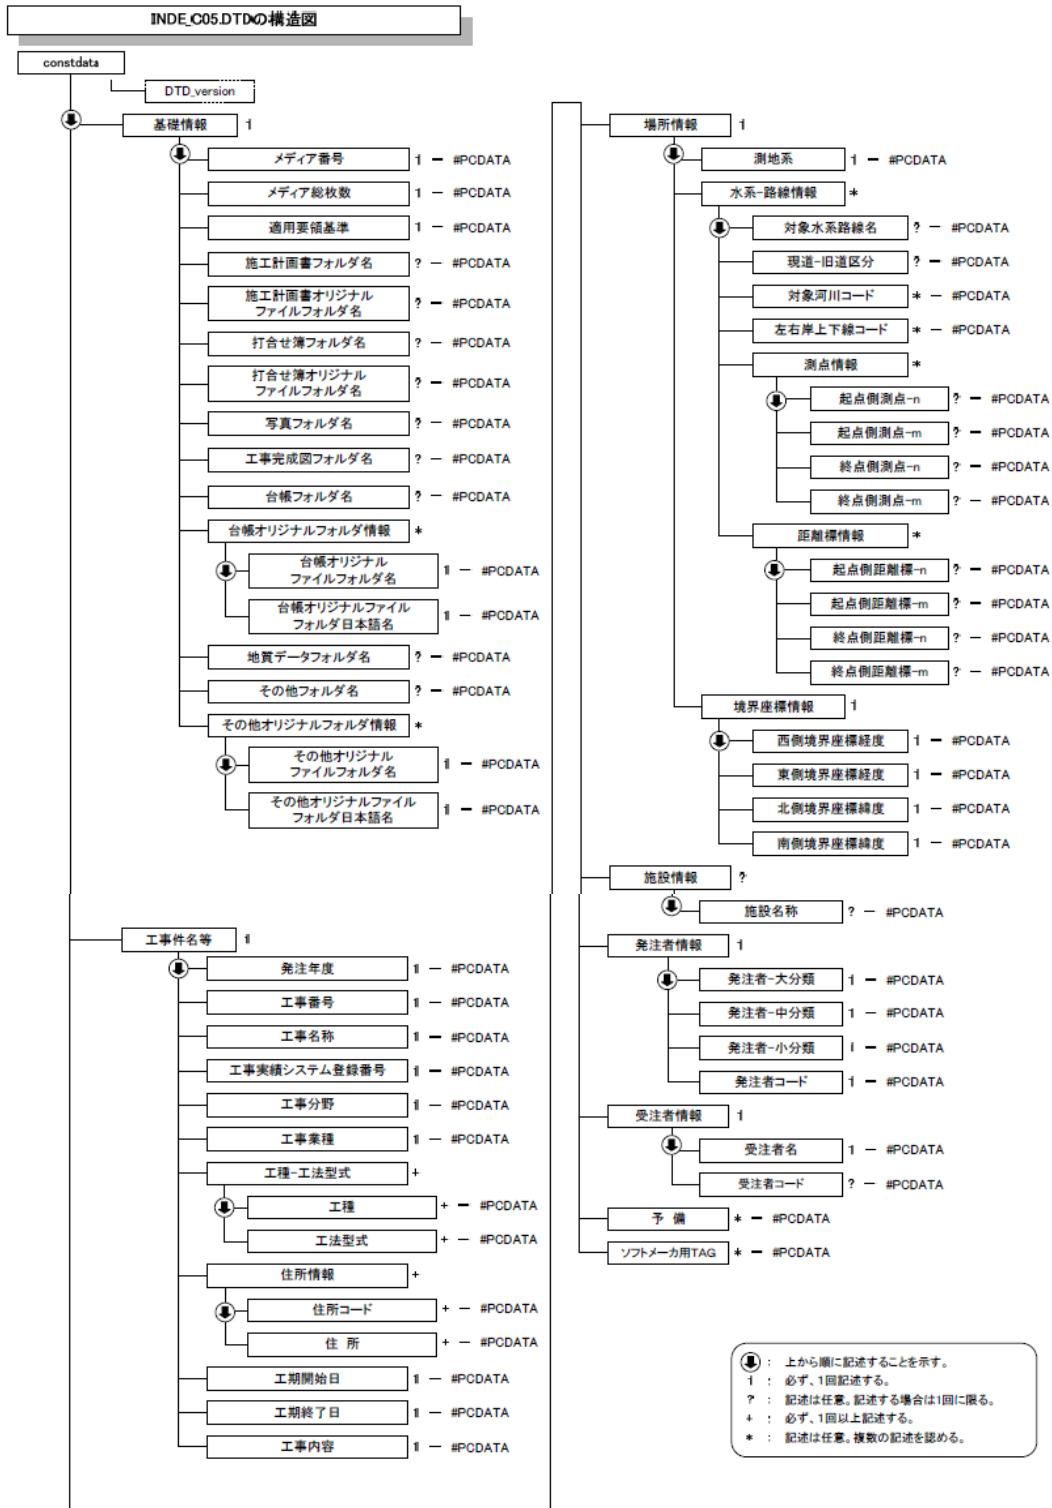 INDE_C05.DTDの構造図
constdata
DTD_version
基礎情報 1
メディア番号 1 - #PCDATA
メディア総枚数 1 - #PCDATA
適用要領基準 1 - #PCDATA
施工計画書フォルダ名 ? - #PCDATA
施工計画書オリジナル
ファイルフォルダ名 ? - #PCDATA
打合せ簿フォルダ名 ? - #PCDATA
打合せ簿オリジナル
ファイルフォルダ名 ? - #PCDATA
写真フォルダ名 ? - #PCDATA
工事完成図フォルダ名 ? - #PCDATA
台帳フォルダ名 ? - #PCDATA
台帳オリジナルフォルダ情報 *
台帳オリジナル
ファイルフォルダ名 1 - #PCDATA
台帳オリジナルファイル
フォルダ日本語名 1 - #PCDATA
地質データフォルダ名 ? - #PCDATA
その他フォルダ名 ? - #PCDATA
その他オリジナルフォルダ情報 *
その他オリジナル
ファイルフォルダ名 1 - #PCDATA
その他オリジナルファイル
フォルダ日本語名 1 - #PCDATA
工事件名等 1
発注年度 1 - #PCDATA
工事番号 1 - #PCDATA
工事名称 1 - #PCDATA
工事実績システム登録番号 1 - #PCDATA
工事分野 1 - #PCDATA
工事業種 1 - #PCDATA
工種-工法型式 +
工種 + - #PCDATA
工法型式 + - #PCDATA
住所情報 +
住所コード + - #PCDATA
住 所 + - #PCDATA
工期開始日 1 - #PCDATA
工期終了日 1 - #PCDATA
工事内容 1 - #PCDATA
場所情報 1
測地系 1 - #PCDATA
水系-路線情報 *
対象水系路線名 ? - #PCDATA
現道-旧道区分 ? - #PCDATA
対象河川コード * - #PCDATA
左右岸上下線コード * - #PCDATA
測点情報 *
起点側測点-n ? - #PCDATA
起点側測点-m ? - #PCDATA
終点側測点-n ? - #PCDATA
終点側測点-m ? - #PCDATA
距離標情報 *
起点側距離標-n ? - #PCDATA
起点側距離標-m ? - #PCDATA
終点側距離標-n ? - #PCDATA
終点側距離標-m ? - #PCDATA
境界座標情報 1
西側境界座標経度 1 - #PCDATA
東側境界座標経度 1 - #PCDATA
北側境界座標緯度 1 - #PCDATA
南側境界座標緯度 1 - #PCDATA
施設情報 ?
施設名称 ? - #PCDATA
発注者情報 1
発注者-大分類 1 - #PCDATA
発注者-中分類 1 - #PCDATA
発注者-小分類 1 - #PCDATA
発注者コード 1 - #PCDATA
受注者情報 1
受注者名 1 - #PCDATA
受注者コード ? - #PCDATA
予 備 * - #PCDATA
ソフトメーカ用TAG * - #PCDATA
: 上から順に記述することを示す。
1 : 必ず、1回記述する。
? : 記述は任意。記述する場合は1回に限る。
+ : 必ず、1回以上記述する。
* : 記述は任意。複数の記述を認める。